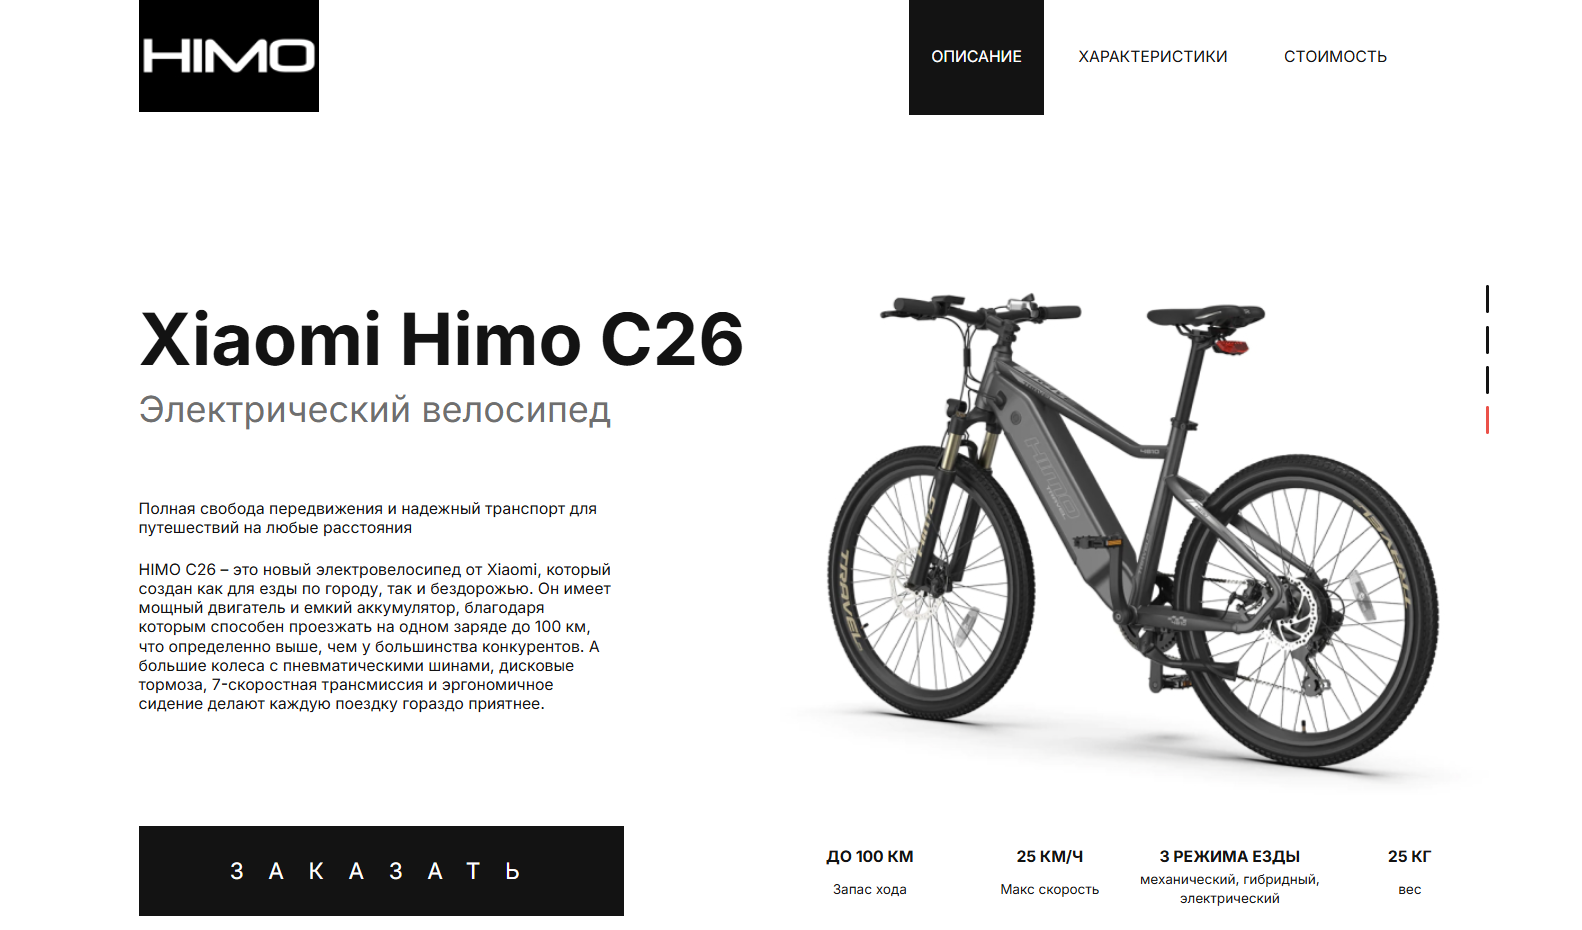 HIMO
ОПИСАНИЕ
ХАРАКТЕРИСТИКИ
СТОИМОСТЬ
Xiaomi Himo C26
Электрический велосипед
Полная свобода передвижения и надежный транспорт для
путешествий на любые расстояния
HIMO C26 – это новый электровелосипед от Xiaomi, который
создан как для езды по городу, так и бездорожью. Он имеет
мощный двигатель и емкий аккумулятор, благодаря
которым способен проезжать на одном заряде до 100 км,
что определенно выше, чем у большинства конкурентов. А
большие колеса с пневматическими шинами, дисковые
тормоза, 7-скоростная трансмиссия и эргономичное
сидение делают каждую поездку гораздо приятнее.
HIMO
TRAVEL
TRAVEL
ЗАКАЗАТЬ
ДО 100 КМ
Запас хода
25 КМ/Ч
Макс скорость
3 РЕЖИМА ЕЗДЫ
механический, гибридный,
электрический
25 КГ
вес